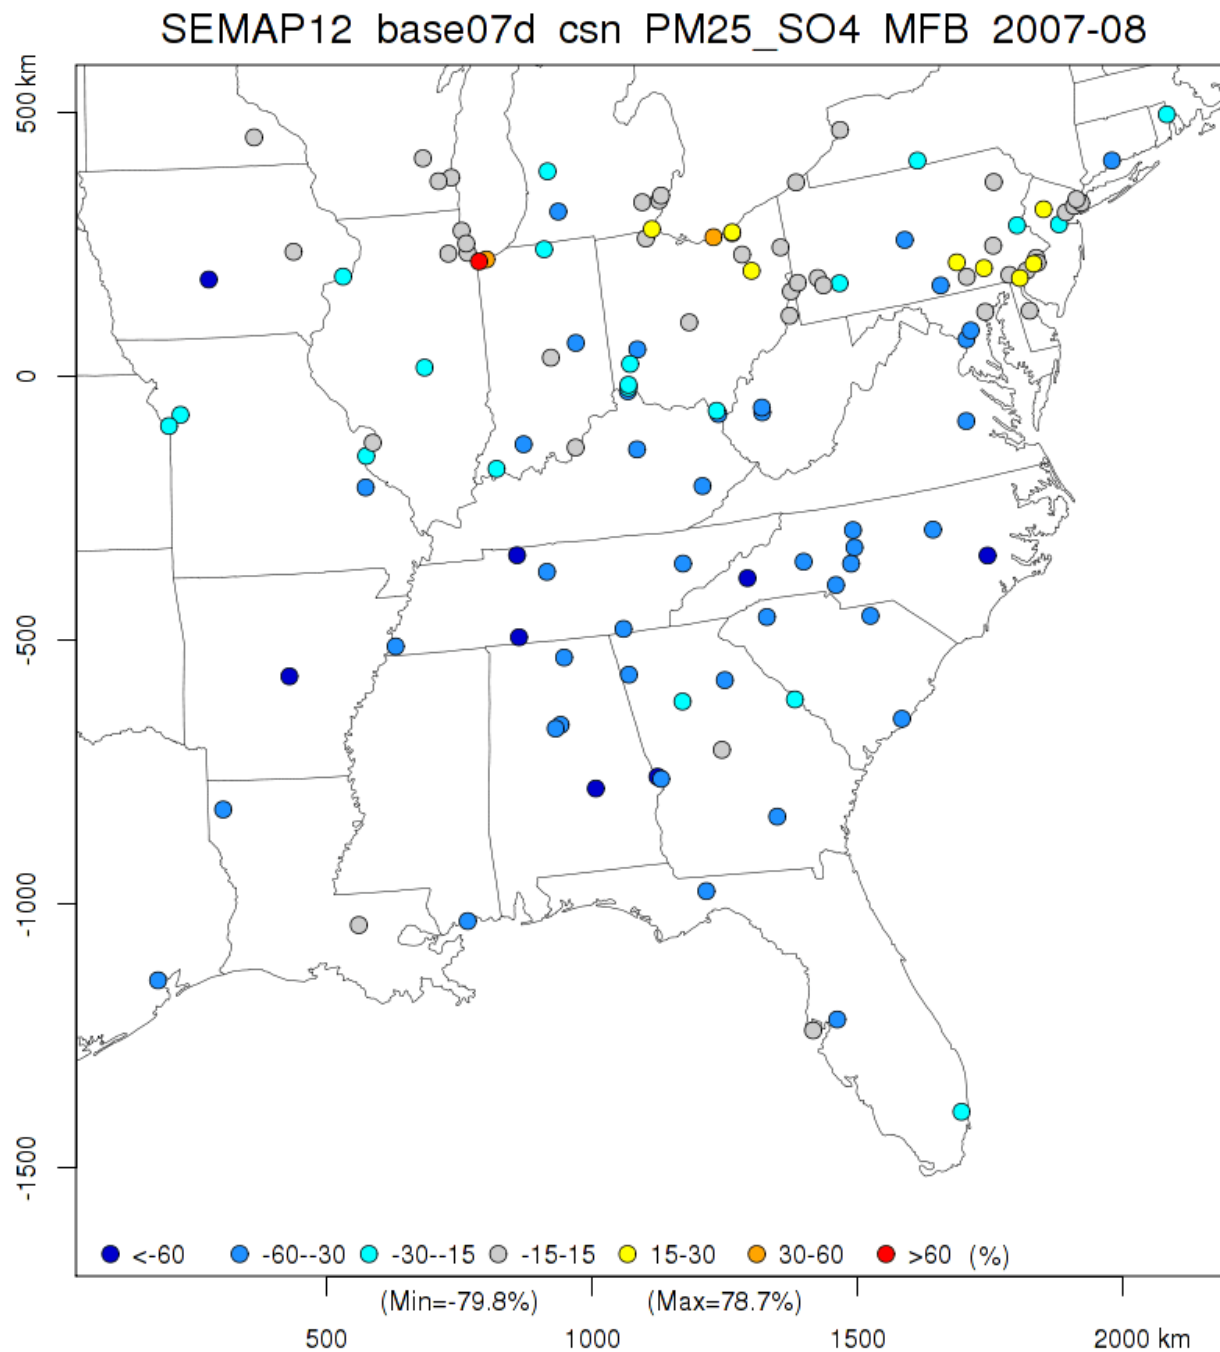 SEMAP12 base07d csn PM25_SO4 MFB 2007-08
500 km
0
-500
-1000
-1500
<-60 -60--30 -30--15 -15-15 15-30 30-60 >60 (%)
(Min=-79.8%) (Max=78.7%)
500 1000 1500 2000 km